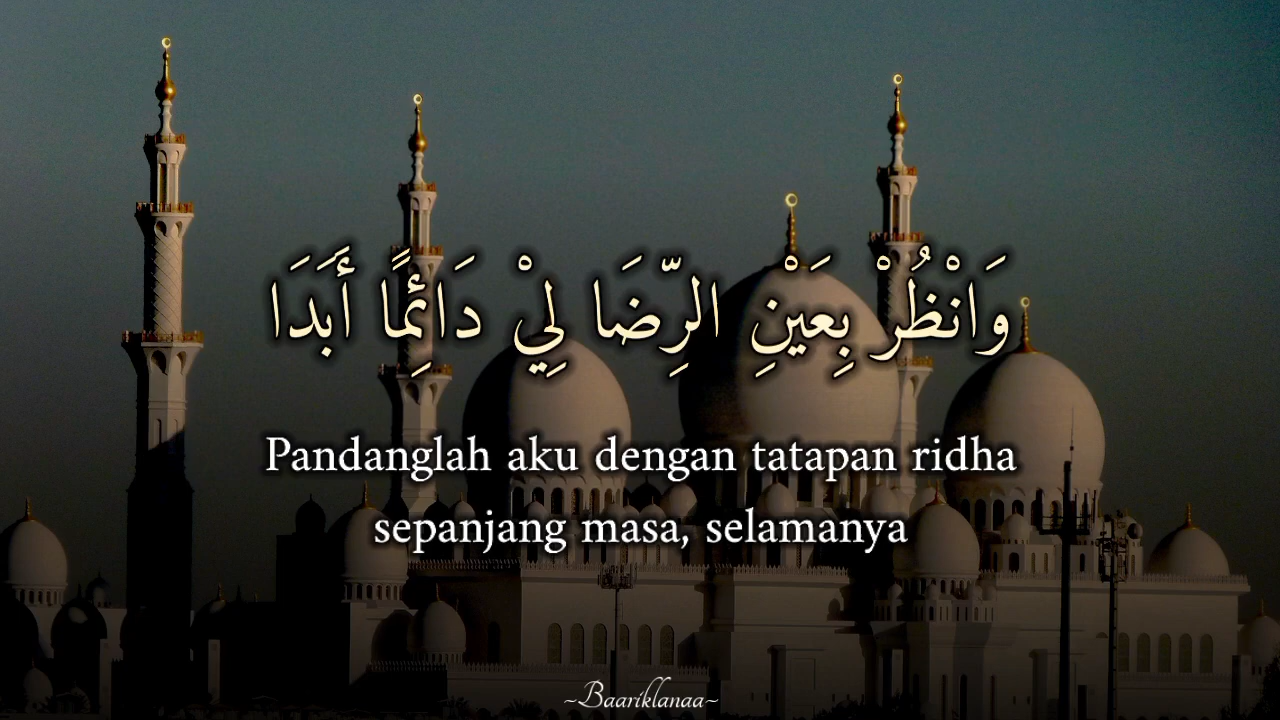 وَانْظُرْ بِعَيْنِ الرِّضَا لِيْ دَائِمًا أَبَدَا
Pandanglah aku dengan tatapan ridha
sepanjang masa, selamanya
~Baariklanaa~